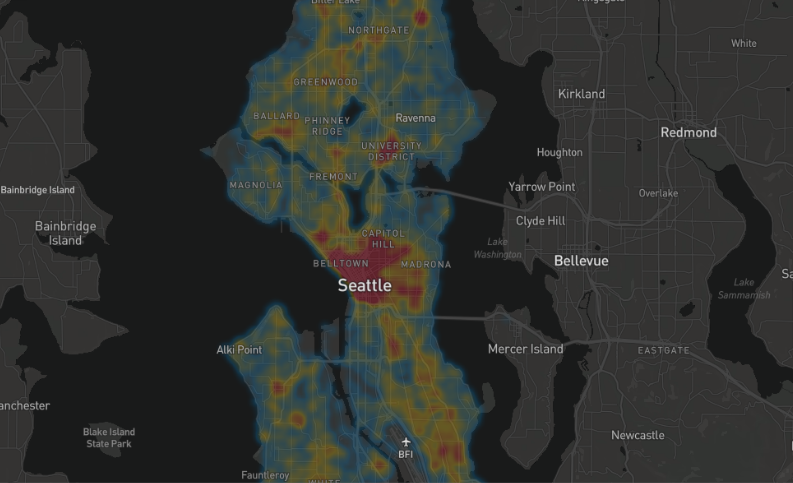 Bitter Lake
NORTHGATE
White
GREENWOOD
Kirkland
BALLARD
PHINNEY
RIDGE
Ravenna
Redmond
UNIVERSITY
DISTRICT
Houghton
FREMONT
MAGNOLIA
Yarrow Point
Overlake
Bainbridge Island
Bainbridge
Island
Clyde Hill
CAPITOL
HILL
Lake
Washington
BELLTOWN
MADRONA
Bellevue
Seattle
Lake
Sammamish
Alki Point
Mercer Island
EASTGATE
anchester
Blake Island
State Park
Newcastle
BFI
Fauntleroy
WHITE